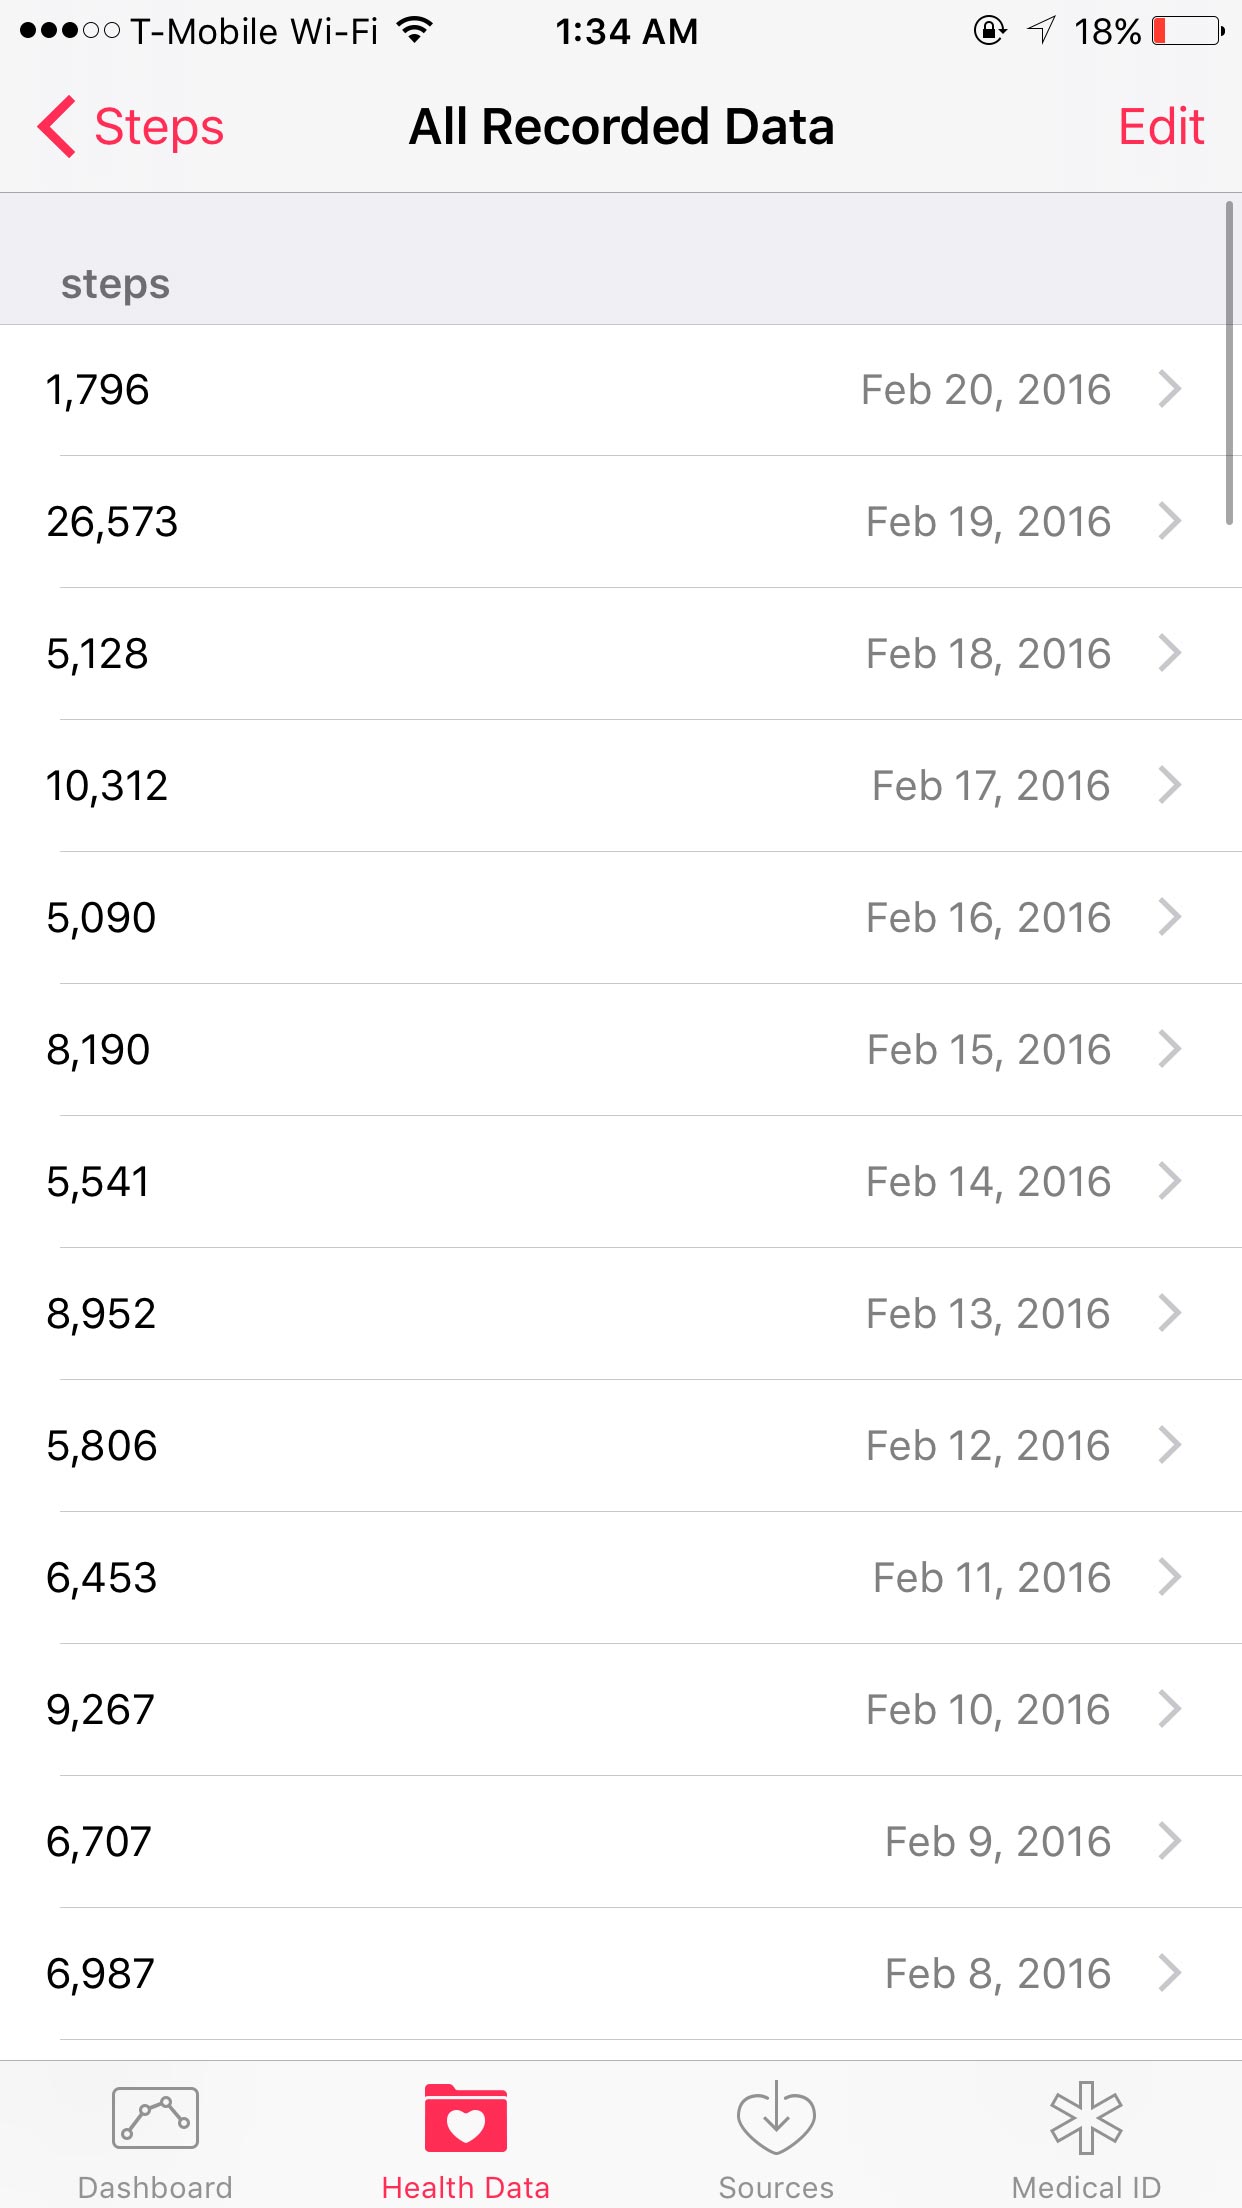 T-Mobile Wi-Fi 1:34 AM 18%
Steps All Recorded Data Edit
steps
1,796 Feb 20, 2016
26,573 Feb 19, 2016
5,128 Feb 18, 2016
10,312 Feb 17, 2016
5,090 Feb 16, 2016
8,190 Feb 15, 2016
5,541 Feb 14, 2016
8,952 Feb 13, 2016
5,806 Feb 12, 2016
6,453 Feb 11, 2016
9,267 Feb 10, 2016
6,707 Feb 9, 2016
6,987 Feb 8, 2016
Dashboard Health Data Sources Medical ID